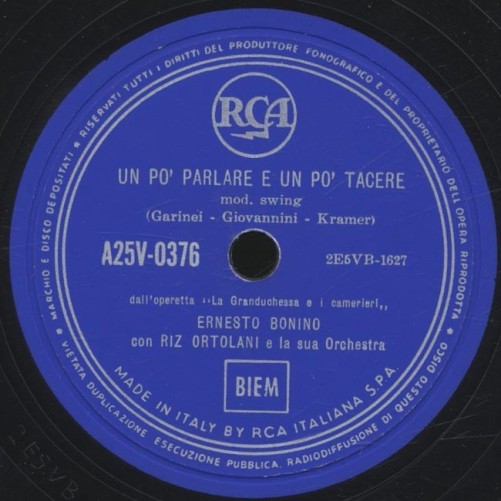 MARCHIO E DISCO DEPOSITATI ★ RISERVATI TUTTI I DIRITTI DEL PRODUTTORE FONOGRAFICO E DEL PROPRIETARIO DELL'OPERA RIPRODOTTA ★
RCA
UN PO' PARLARE E UN PO' TACERE
mod. swing
(Garinei - Giovannini - Kramer)
A25V-0376
2E5VB-1627
dall'operetta ''La Granduchessa e i camerieri,,
ERNESTO BONINO
con RIZ ORTOLANI e la sua Orchestra
BIEM
MADE IN ITALY BY RCA ITALIANA S.P.A.
VIETATA DUPLICAZIONE ESECUZIONE PUBBLICA. RADIODIFFUSIONE DI QUESTO DISCO ★
2E3VB